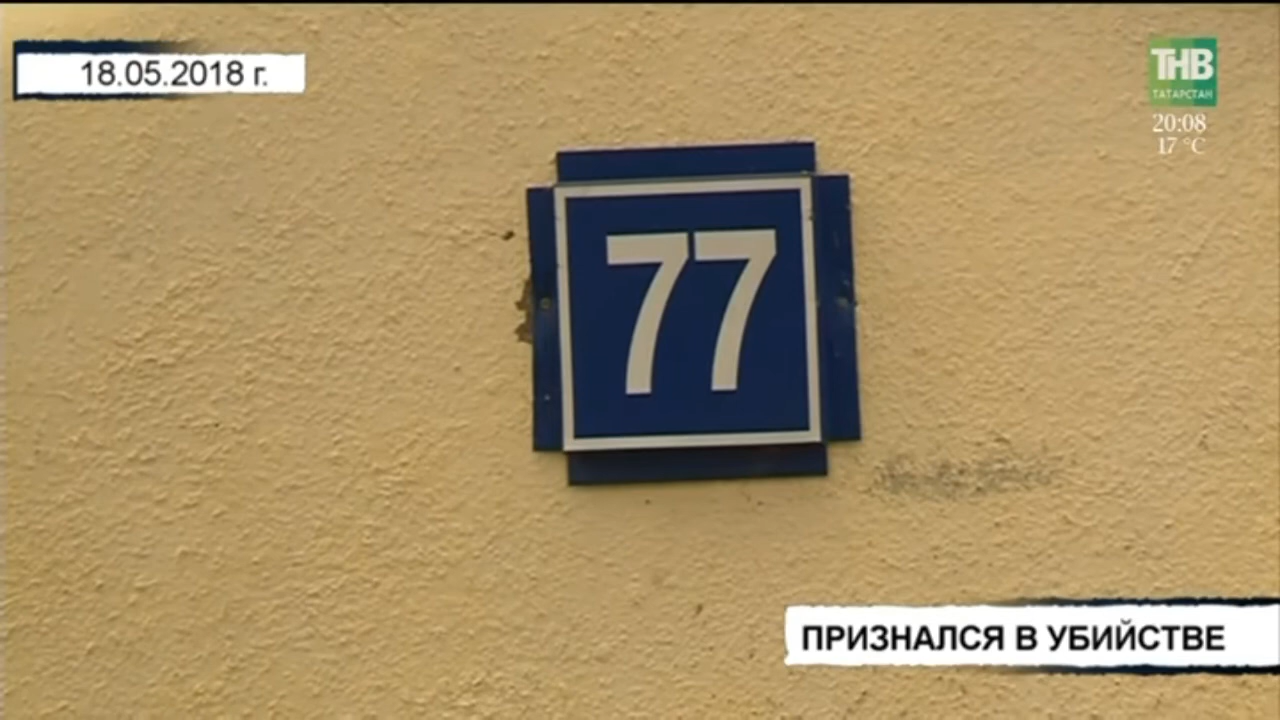 18.05.2018 г.
ТНВ
ТАТАРСТАН
20:08
17 °C
77
ПРИЗНАЛСЯ В УБИЙСТВЕ